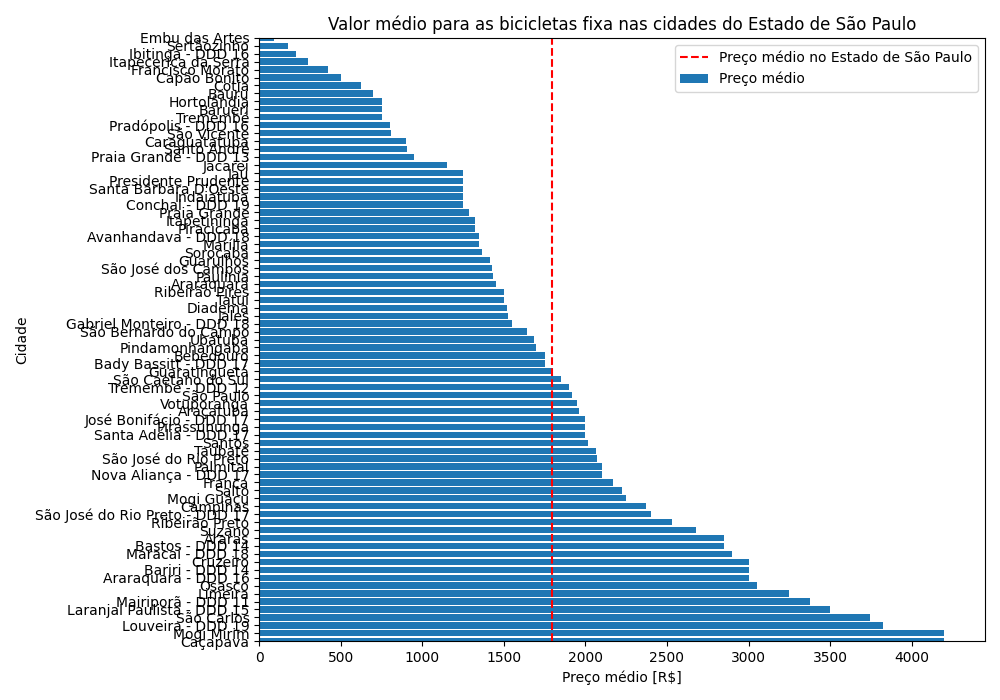 Valor médio para as bicicletas fixa nas cidades do Estado de São Paulo
Preço médio no Estado de São Paulo
Preço médio
Cidade
Embu das Artes
Sertãozinho
Ibitinga - DDD 16
Itapecerica da Serra
Francisco Morato
Capão Bonito
Cotia
Bauru
Hortolândia
Barueri
Tremembé
Pradópolis - DDD 16
São Vicente
Caraguatatuba
Santo André
Praia Grande - DDD 13
Jacareí
Jaú
Presidente Prudente
Santa Bárbara D'Oeste
Indaiatuba
Conchal - DDD 19
Praia Grande
Itapetininga
Piracicaba
Avanhandava - DDD 18
Marília
Sorocaba
Guarulhos
São José dos Campos
Paulínia
Araraquara
Ribeirão Pires
Tatuí
Diadema
Jales
Gabriel Monteiro - DDD 18
São Bernardo do Campo
Ubatuba
Pindamonhangaba
Bebedouro
Bady Bassitt - DDD 17
Guaratinguetá
São Caetano do Sul
Tremembé - DDD 12
São Paulo
Votuporanga
Araçatuba
José Bonifácio - DDD 17
Pirassununga
Santa Adélia - DDD 17
Santos
Taubaté
São José do Rio Preto
Palmital
Nova Aliança - DDD 17
Franca
Salto
Mogi Guaçu
Campinas
São José do Rio Preto - DDD 17
Ribeirão Preto
Suzano
Araras
Bastos - DDD 14
Maracaí - DDD 18
Cruzeiro
Bariri - DDD 14
Araraquara - DDD 16
Osasco
Limeira
Mairiporã - DDD 11
Laranjal Paulista - DDD 15
São Carlos
Louveira - DDD 19
Mogi Mirim
Caçapava
0 500 1000 1500 2000 2500 3000 3500 4000
Preço médio [R$]